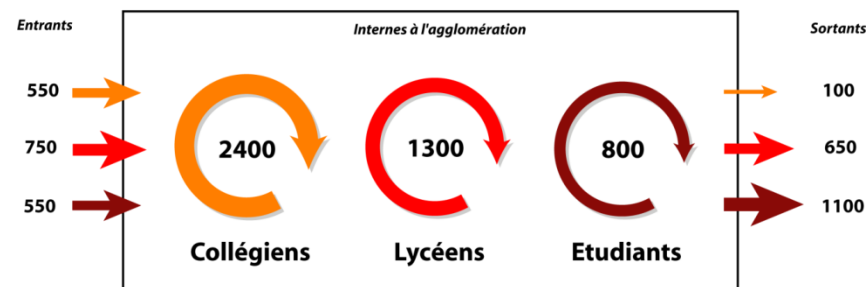 Entrants
Internes à l'agglomération
Sortants
550
100
750
2400
1300
800
650
550
1100
Collégiens
Lycéens
Etudiants